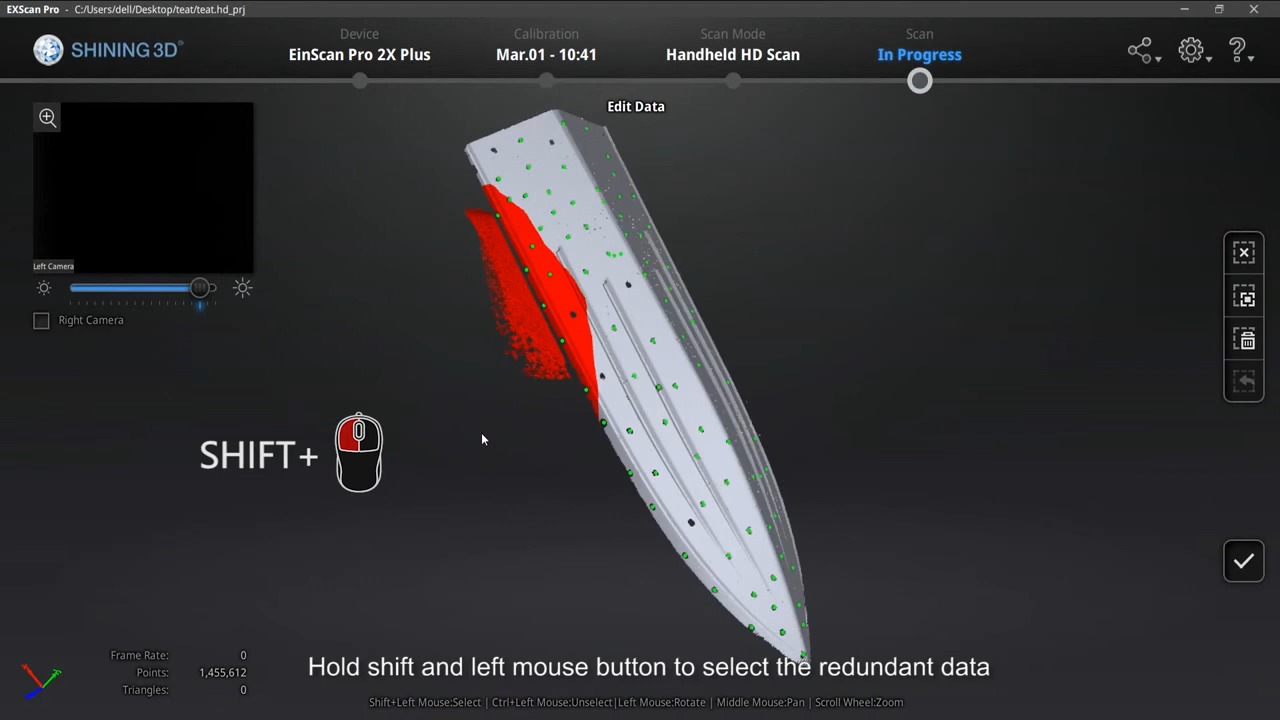 EXScan Pro - C:/Users/dell/Desktop/teat/teat.hd_prj
SHINING 3D®
Device
EinScan Pro 2X Plus
Calibration
Mar.01 - 10:41
Scan Mode
Handheld HD Scan
Scan
In Progress
Edit Data
Left Camera
Right Camera
SHIFT+
Frame Rate: 0
Points: 1,455,612
Triangles: 0
Hold shift and left mouse button to select the redundant data
Shift+Left Mouse:Select | Ctrl+Left Mouse:Unselect|Left Mouse:Rotate | Middle Mouse:Pan | Scroll Wheel:Zoom